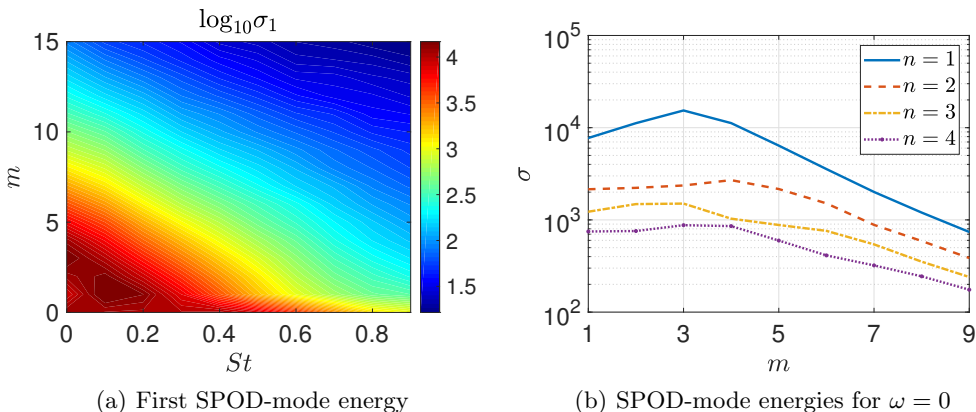 log₁₀σ₁
15
10
5
0
m
0
0.2
0.4
0.6
0.8
St
4
3.5
3
2.5
2
1.5
(a) First SPOD-mode energy
10⁵
10⁴
10³
10²
σ
1
3
5
7
9
m
n = 1
n = 2
n = 3
n = 4
(b) SPOD-mode energies for ω = 0